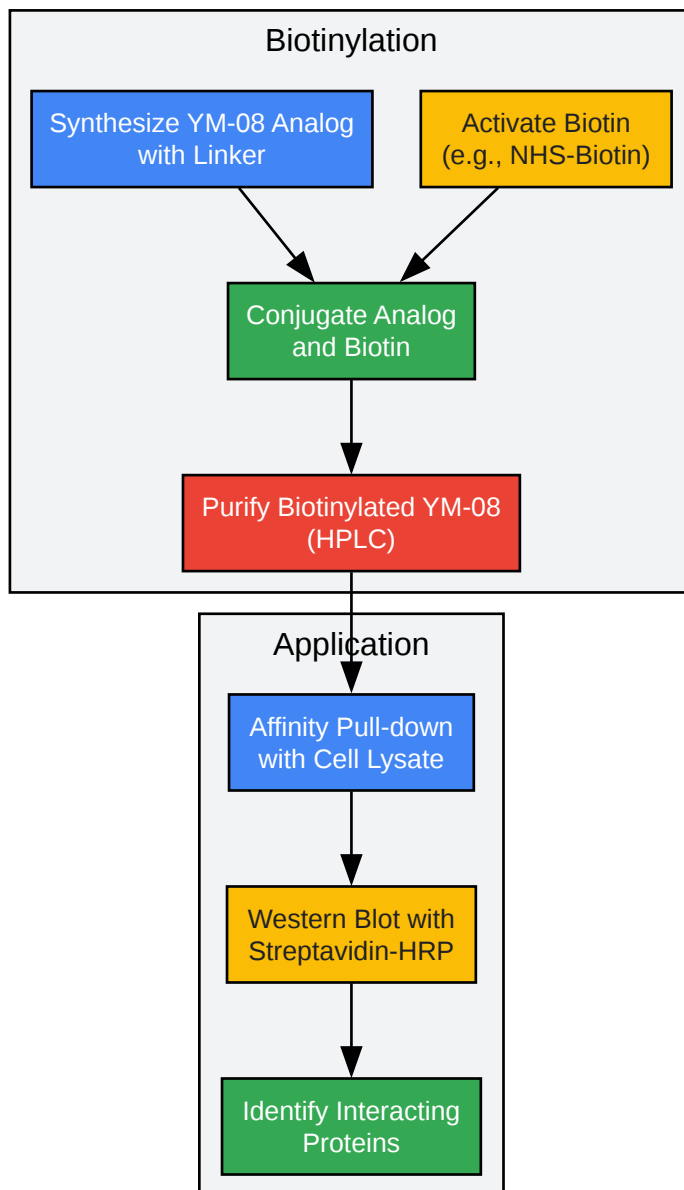 Biotinylation
Synthesize YM-08 Analog
with Linker
Activate Biotin
(e.g., NHS-Biotin)
Conjugate Analog
and Biotin
Purify Biotinylated YM-08
(HPLC)
Application
Affinity Pull-down
with Cell Lysate
Western Blot with
Streptavidin-HRP
Identify Interacting
Proteins